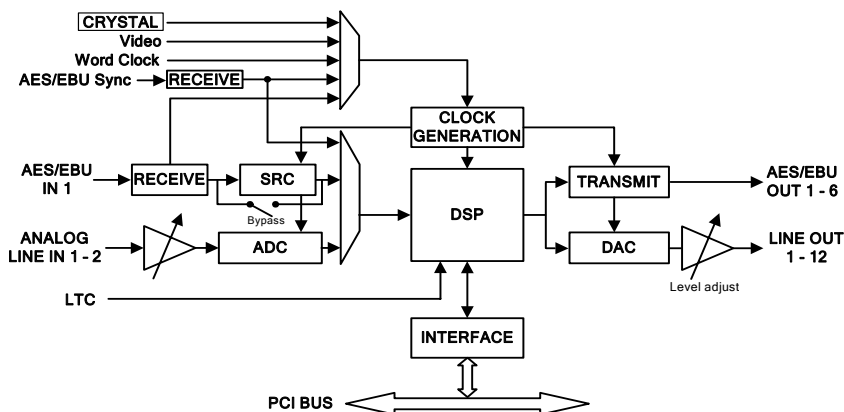 CRYSTAL
Video
Word Clock
AES/EBU Sync
RECEIVE
CLOCK
GENERATION
AES/EBU
IN 1
RECEIVE
SRC
Bypass
DSP
TRANSMIT
AES/EBU
OUT 1 - 6
ANALOG
LINE IN 1 - 2
ADC
DAC
LINE OUT
1 - 12
Level adjust
LTC
INTERFACE
PCI BUS